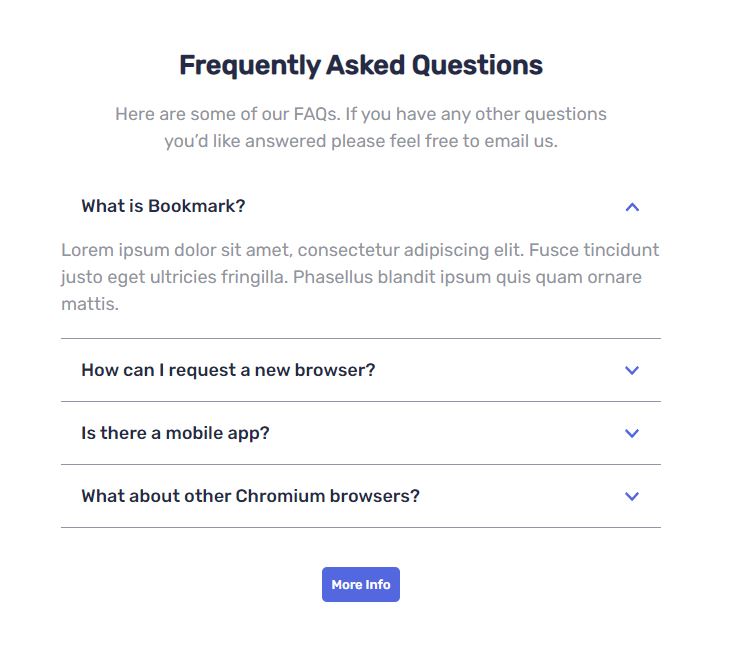 Frequently Asked Questions
Here are some of our FAQs. If you have any other questions
you’d like answered please feel free to email us.
What is Bookmark?
Lorem ipsum dolor sit amet, consectetur adipiscing elit. Fusce tincidunt
justo eget ultricies fringilla. Phasellus blandit ipsum quis quam ornare
mattis.
How can I request a new browser?
Is there a mobile app?
What about other Chromium browsers?
More Info